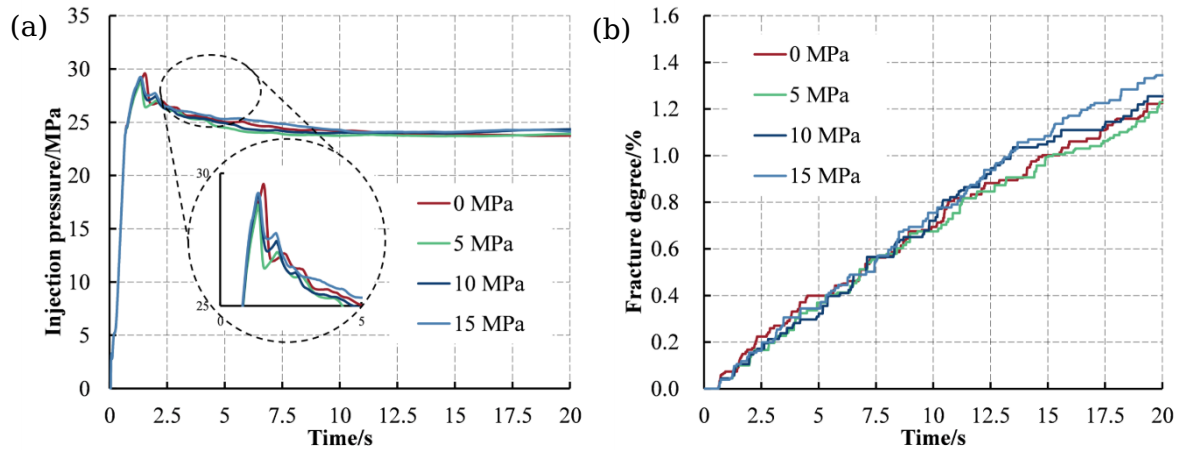 (a)
Injection pressure/MPa
35
30
25
20
15
10
5
0
0 2.5 5 7.5 10 12.5 15 17.5 20
Time/s
30
25
0 5
0 MPa
5 MPa
10 MPa
15 MPa
(b)
Fracture degree/%
1.6
1.4
1.2
1.0
0.8
0.6
0.4
0.2
0.0
0 2.5 5 7.5 10 12.5 15 17.5 20
Time/s
0 MPa
5 MPa
10 MPa
15 MPa